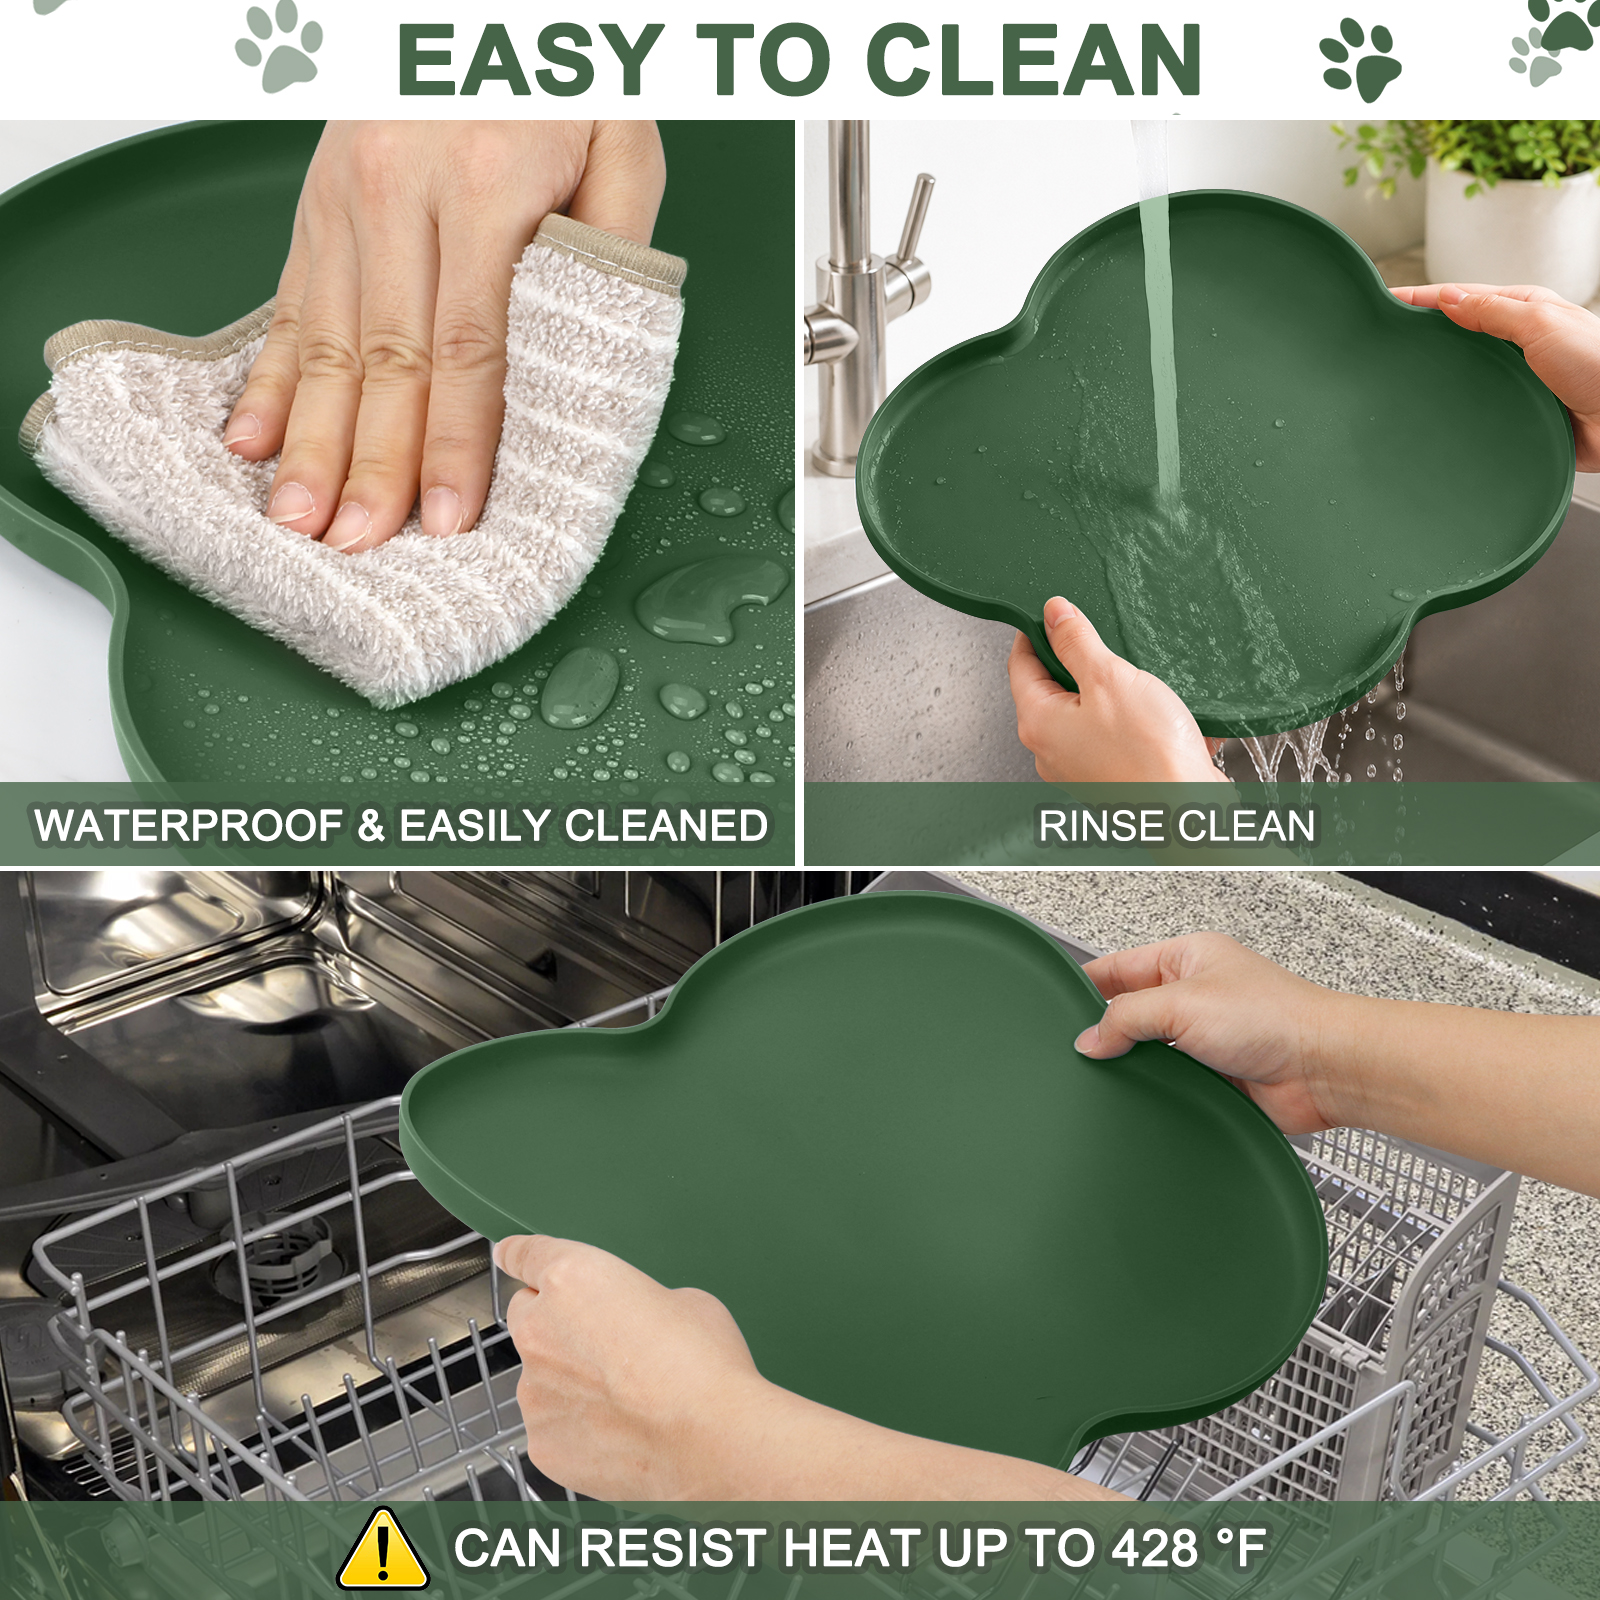 EASY TO CLEAN
WATERPROOF & EASILY CLEANED
RINSE CLEAN
CAN RESIST HEAT UP TO 428 °F